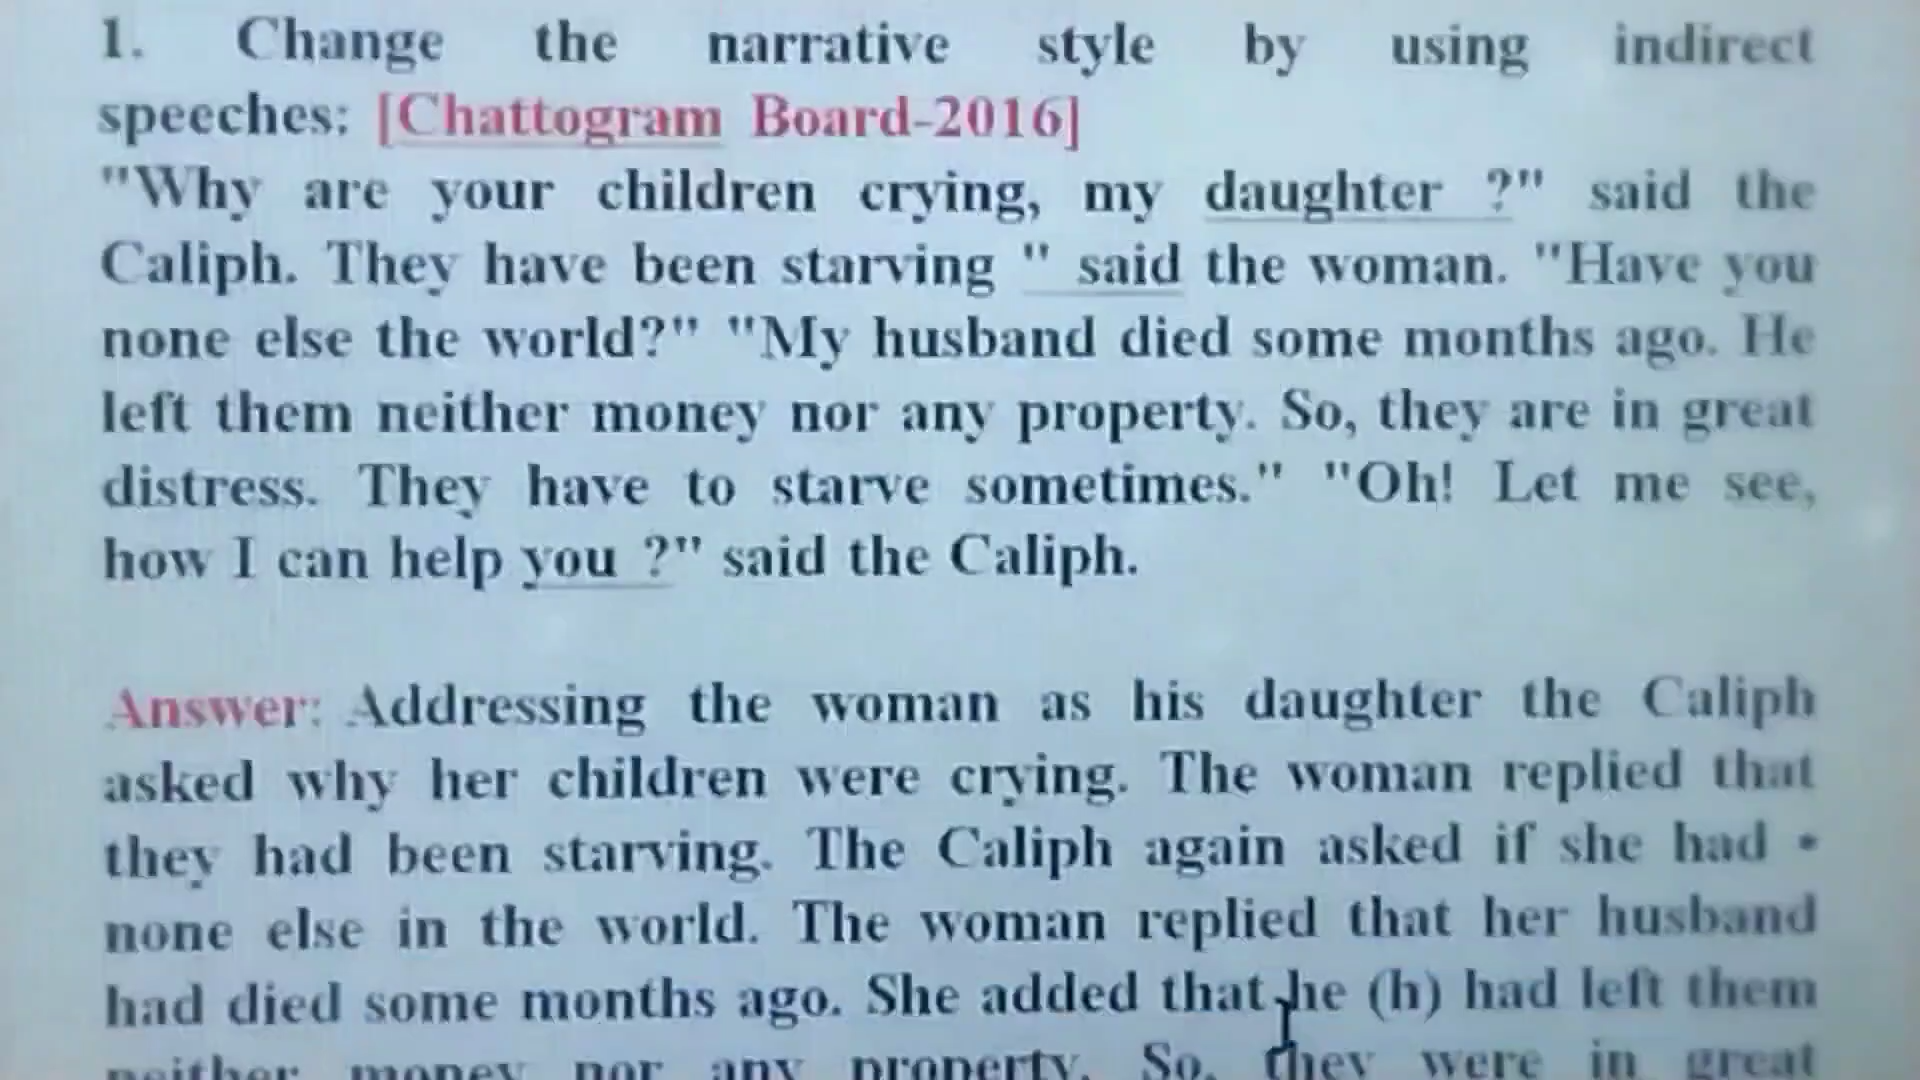 1. Change the narrative style by using indirect
speeches: [Chattogram Board-2016]
"Why are your children crying, my daughter ?" said the
Caliph. They have been starving " said the woman. "Have you
none else the world?" "My husband died some months ago. He
left them neither money nor any property. So, they are in great
distress. They have to starve sometimes." "Oh! Let me see,
how I can help you ?" said the Caliph.
Answer: Addressing the woman as his daughter the Caliph
asked why her children were crying. The woman replied that
they had been starving. The Caliph again asked if she had
none else in the world. The woman replied that her husband
had died some months ago. She added that he (h) had left them
neither money nor any property. So, they were in great